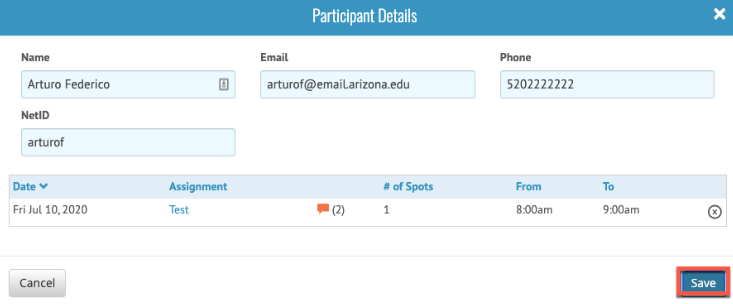 Participant Details
Name Email Phone
Arturo Federico arturof@email.arizona.edu 5202222222
NetID
arturof
Date Assignment # of Spots From To
Fri Jul 10, 2020 Test (2) 1 8:00am 9:00am
Cancel Save